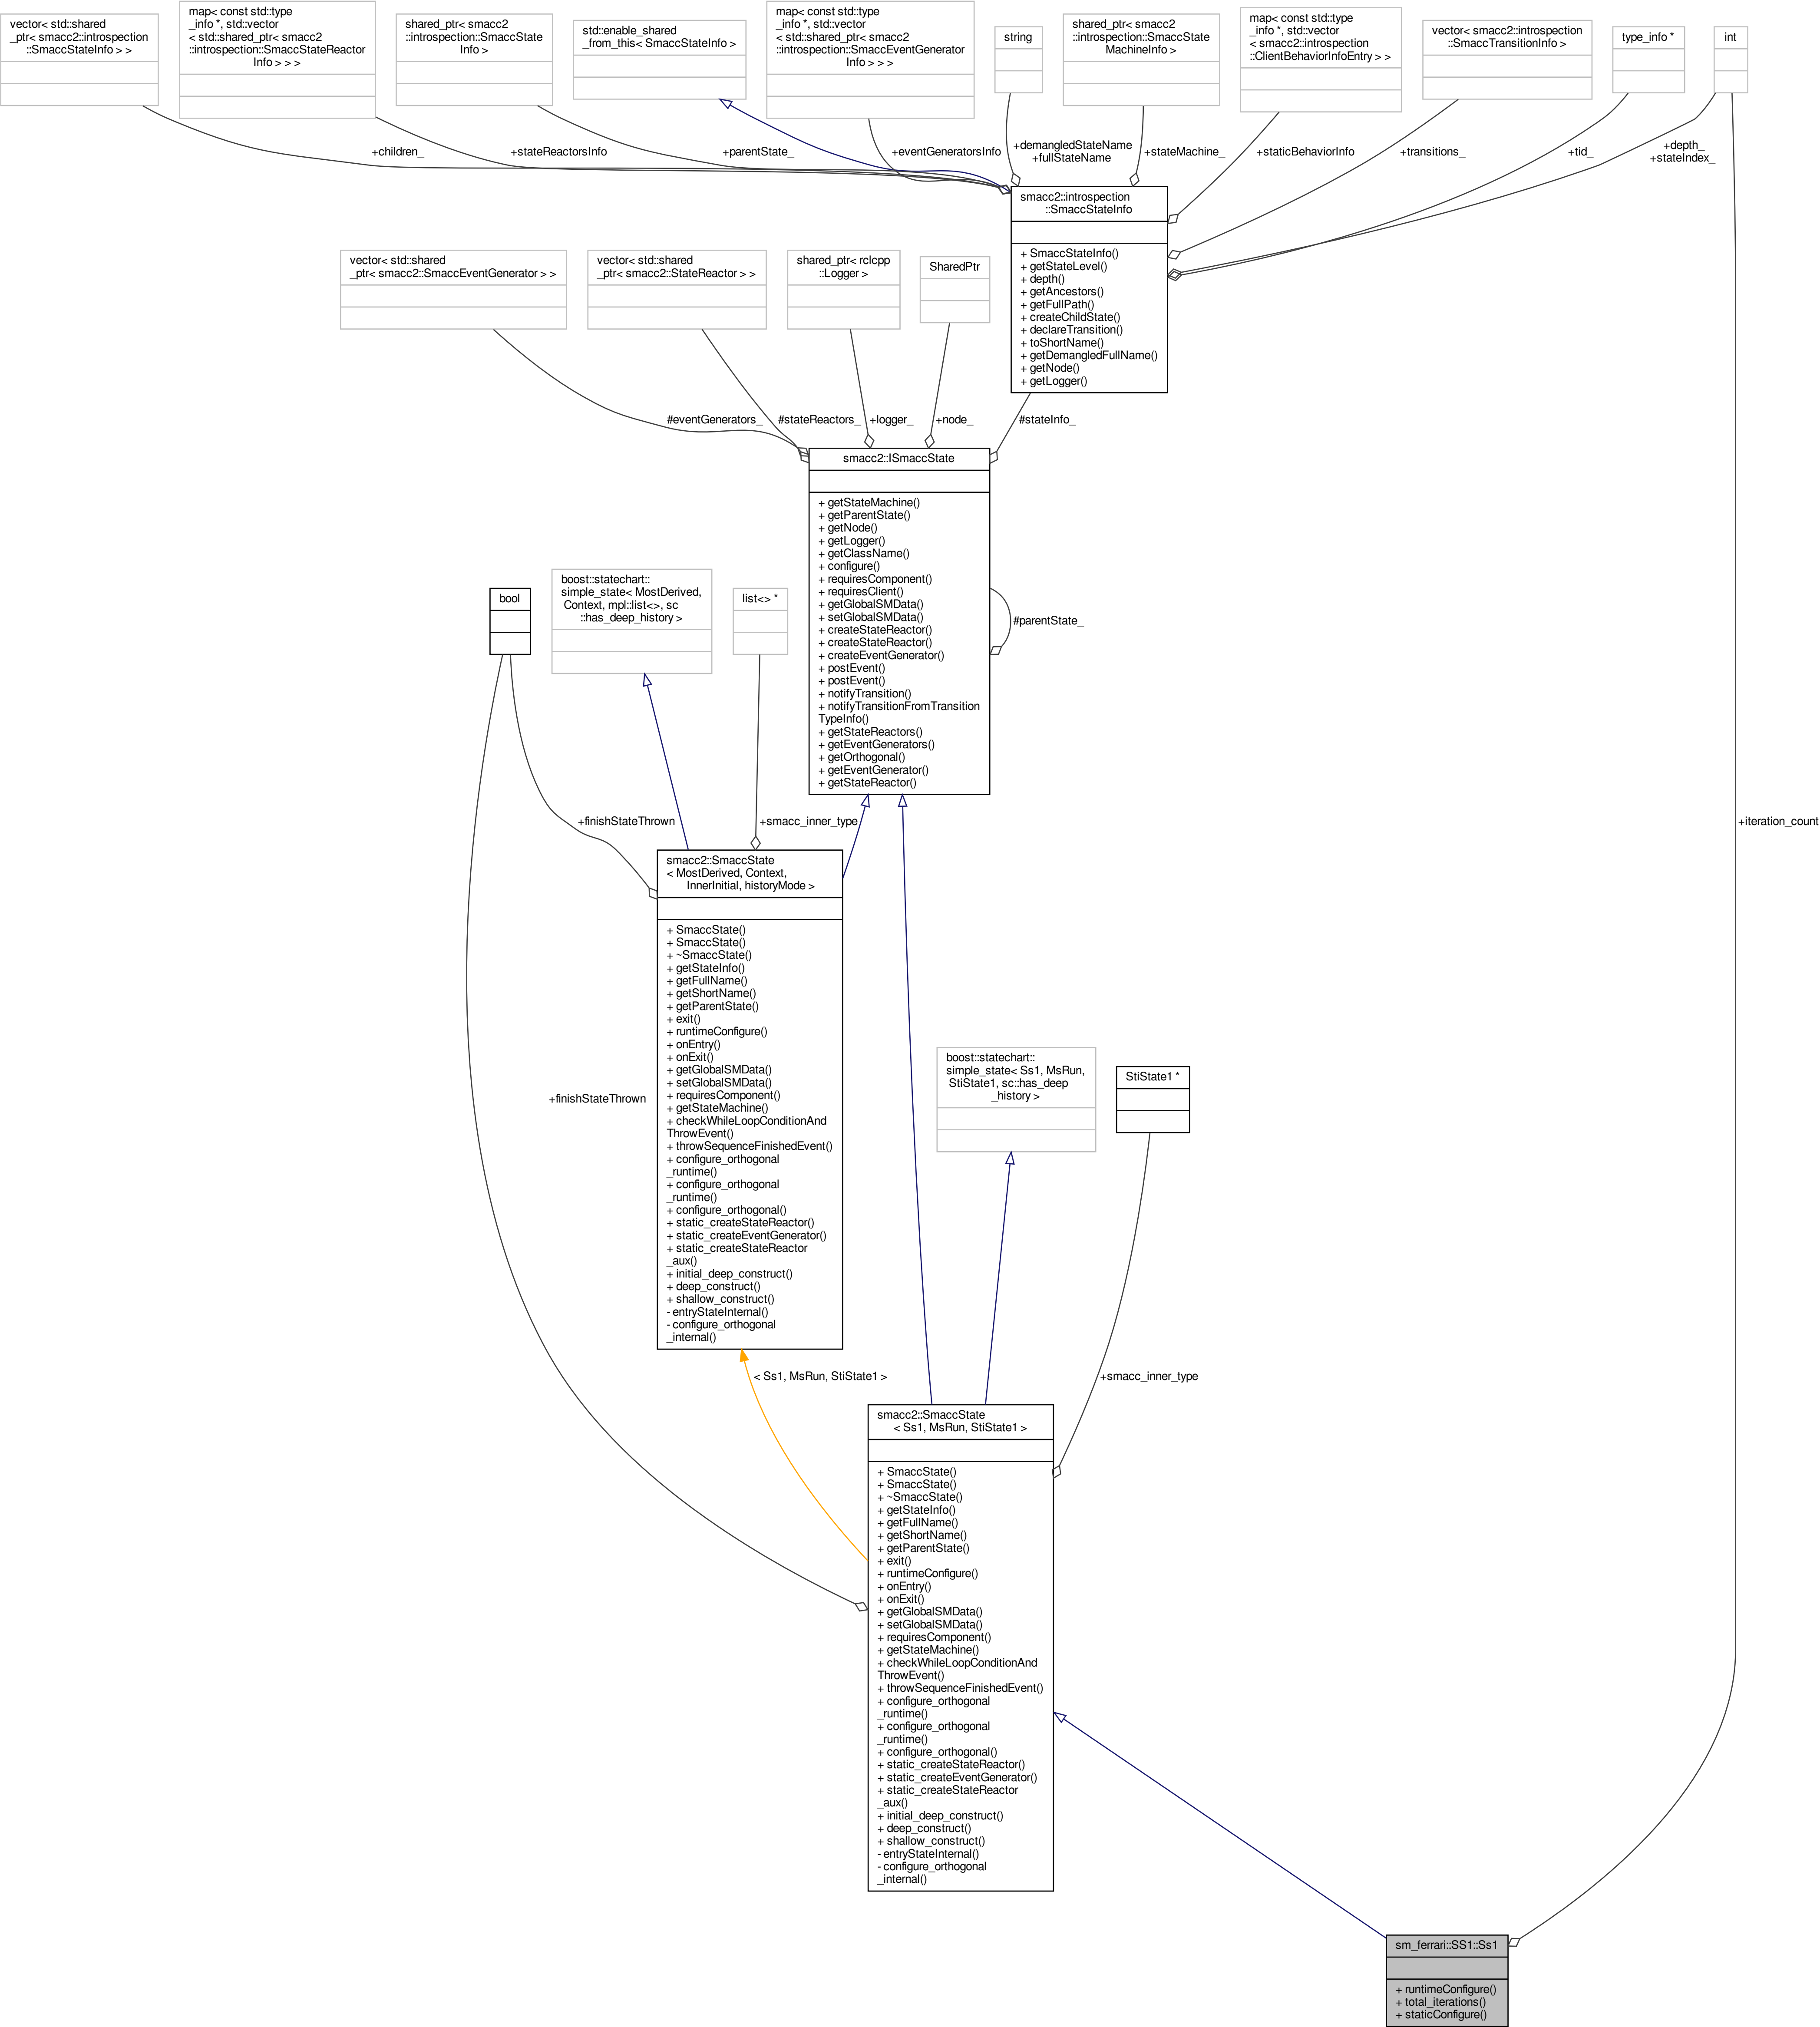 vector< std::shared
_ptr< smacc2::introspection
::SmaccStateInfo > >
map< const std::type
_info *, std::vector
< std::shared_ptr< smacc2
::introspection::SmaccStateReactor
Info > > >
shared_ptr< smacc2
::introspection::SmaccState
Info >
std::enable_shared
_from_this< SmaccStateInfo >
map< const std::type
_info *, std::vector
< std::shared_ptr< smacc2
::introspection::SmaccEventGenerator
Info > > >
string
shared_ptr< smacc2
::introspection::SmaccState
MachineInfo >
map< const std::type
_info *, std::vector
< smacc2::introspection
::ClientBehaviorInfoEntry > >
vector< smacc2::introspection
::SmaccTransitionInfo >
type_info *
int
+children_
+stateReactorsInfo
+parentState_
+eventGeneratorsInfo
+demangledStateName
+fullStateName
+stateMachine_
+staticBehaviorInfo
+transitions_
+tid_
+depth_
+stateIndex_
smacc2::introspection
::SmaccStateInfo
+ SmaccStateInfo()
+ getStateLevel()
+ depth()
+ getAncestors()
+ getFullPath()
+ createChildState()
+ declareTransition()
+ toShortName()
+ getDemangledFullName()
+ getNode()
+ getLogger()
vector< std::shared
_ptr< smacc2::SmaccEventGenerator > >
vector< std::shared
_ptr< smacc2::StateReactor > >
shared_ptr< rclcpp
::Logger >
SharedPtr
#eventGenerators_
#stateReactors_
+logger_
+node_
#stateInfo_
smacc2::ISmaccState
+ getStateMachine()
+ getParentState()
+ getNode()
+ getLogger()
+ getClassName()
+ configure()
+ requiresComponent()
+ requiresClient()
+ getGlobalSMData()
+ setGlobalSMData()
+ createStateReactor()
+ createStateReactor()
+ createEventGenerator()
+ postEvent()
+ postEvent()
+ notifyTransition()
+ notifyTransitionFromTransition
TypeInfo()
+ getStateReactors()
+ getEventGenerators()
+ getOrthogonal()
+ getEventGenerator()
+ getStateReactor()
#parentState_
bool
boost::statechart::
simple_state< MostDerived,
Context, mpl::list<>, sc
::has_deep_history >
list<> *
+finishStateThrown
+smacc_inner_type
+iteration_count
smacc2::SmaccState
< MostDerived, Context,
InnerInitial, historyMode >
+ SmaccState()
+ SmaccState()
+ ~SmaccState()
+ getStateInfo()
+ getFullName()
+ getShortName()
+ getParentState()
+ exit()
+ runtimeConfigure()
+ onEntry()
+ onExit()
+ getGlobalSMData()
+ setGlobalSMData()
+ requiresComponent()
+ getStateMachine()
+ checkWhileLoopConditionAnd
ThrowEvent()
+ throwSequenceFinishedEvent()
+ configure_orthogonal
_runtime()
+ configure_orthogonal
_runtime()
+ configure_orthogonal()
+ static_createStateReactor()
+ static_createEventGenerator()
+ static_createStateReactor
_aux()
+ initial_deep_construct()
+ deep_construct()
+ shallow_construct()
- entryStateInternal()
- configure_orthogonal
_internal()
+finishStateThrown
boost::statechart::
simple_state< Ss1, MsRun,
StiState1, sc::has_deep
_history >
StiState1 *
< Ss1, MsRun, StiState1 >
+smacc_inner_type
smacc2::SmaccState
< Ss1, MsRun, StiState1 >
+ SmaccState()
+ SmaccState()
+ ~SmaccState()
+ getStateInfo()
+ getFullName()
+ getShortName()
+ getParentState()
+ exit()
+ runtimeConfigure()
+ onEntry()
+ onExit()
+ getGlobalSMData()
+ setGlobalSMData()
+ requiresComponent()
+ getStateMachine()
+ checkWhileLoopConditionAnd
ThrowEvent()
+ throwSequenceFinishedEvent()
+ configure_orthogonal
_runtime()
+ configure_orthogonal
_runtime()
+ configure_orthogonal()
+ static_createStateReactor()
+ static_createEventGenerator()
+ static_createStateReactor
_aux()
+ initial_deep_construct()
+ deep_construct()
+ shallow_construct()
- entryStateInternal()
- configure_orthogonal
_internal()
sm_ferrari::SS1::Ss1
+ runtimeConfigure()
+ total_iterations()
+ staticConfigure()